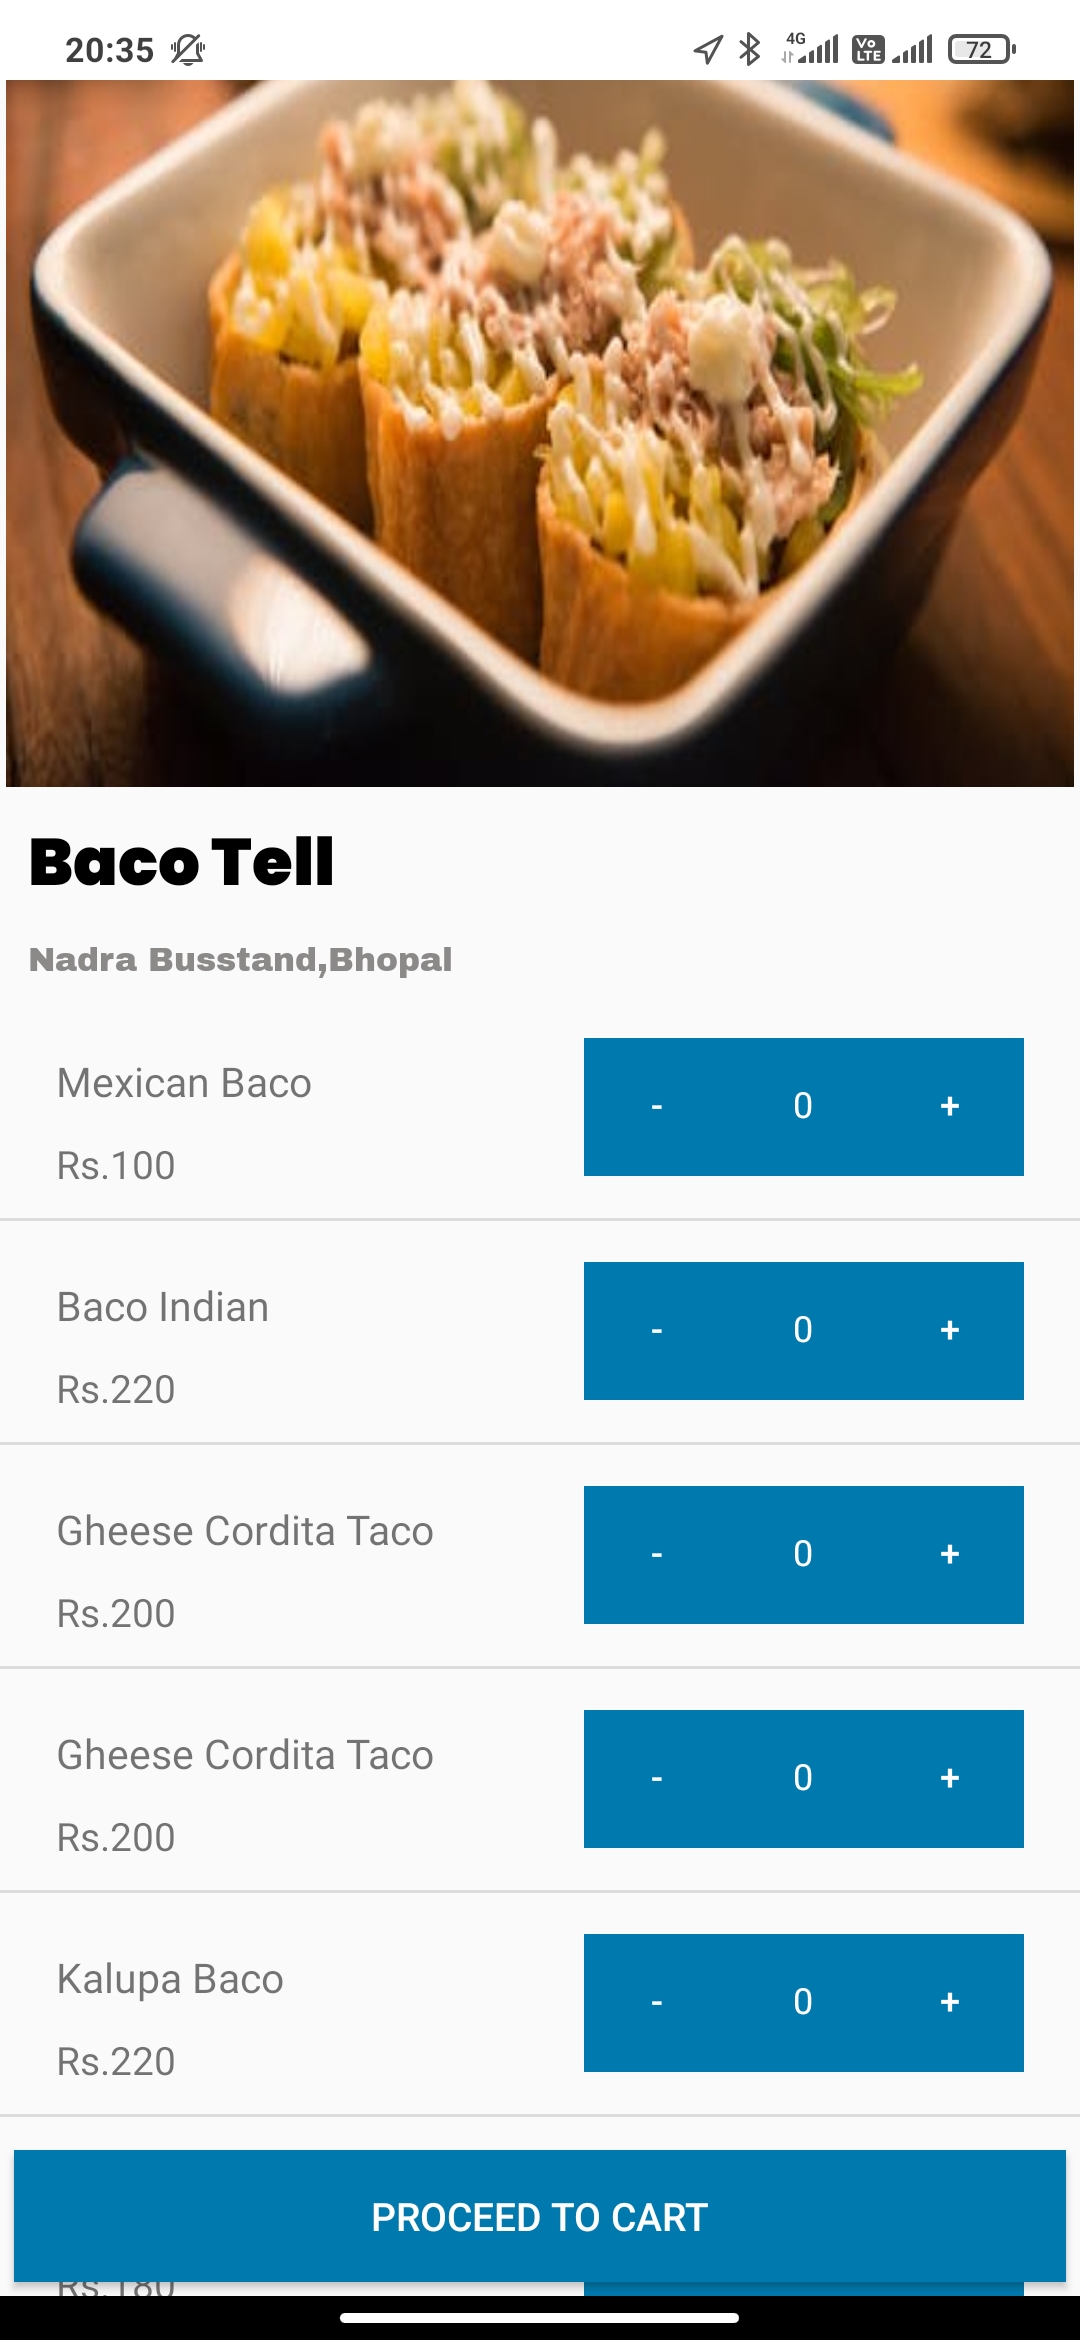 20:35
4G
Vo
LTE
72
Baco Tell
Nadra Busstand,Bhopal
Mexican Baco
- 0 +
Rs.100
Baco Indian
- 0 +
Rs.220
Gheese Cordita Taco
- 0 +
Rs.200
Gheese Cordita Taco
- 0 +
Rs.200
Kalupa Baco
- 0 +
Rs.220
PROCEED TO CART
Rs.180